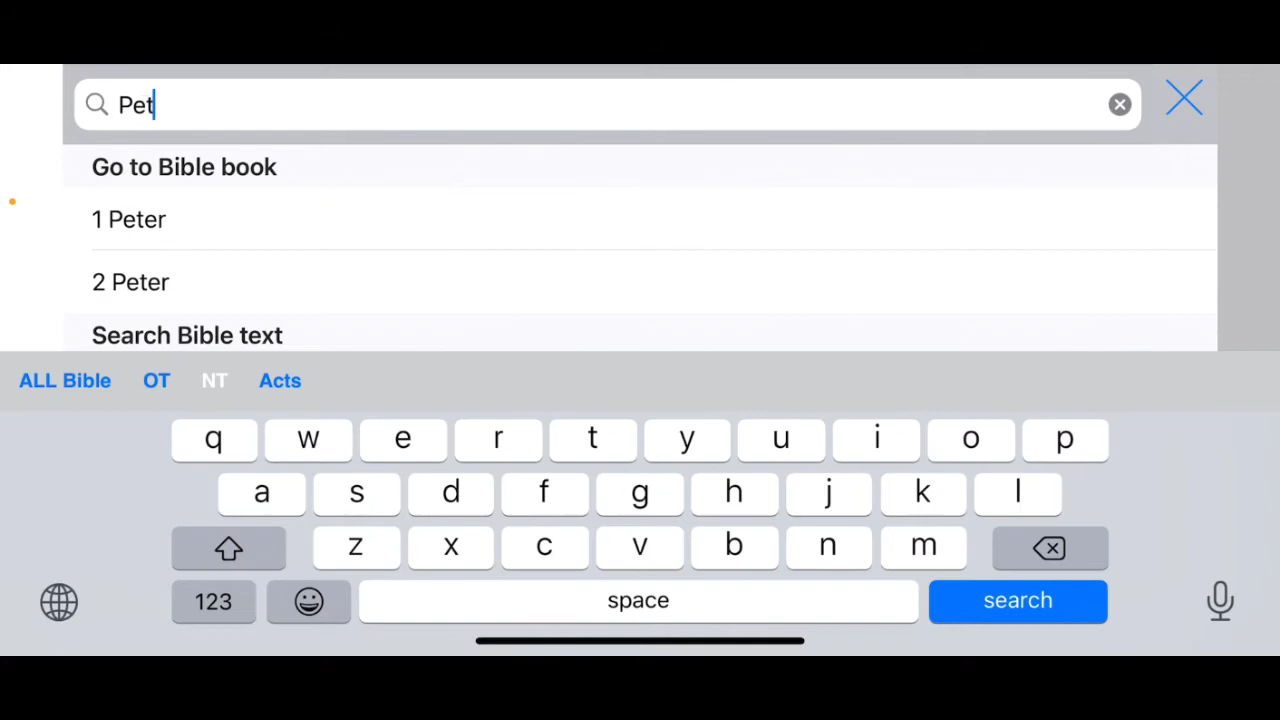 Pet
Go to Bible book
1 Peter
2 Peter
Search Bible text
ALL Bible OT NT Acts
q w e r t y u i o p
a s d f g h j k l
z x c v b n m
123 space search